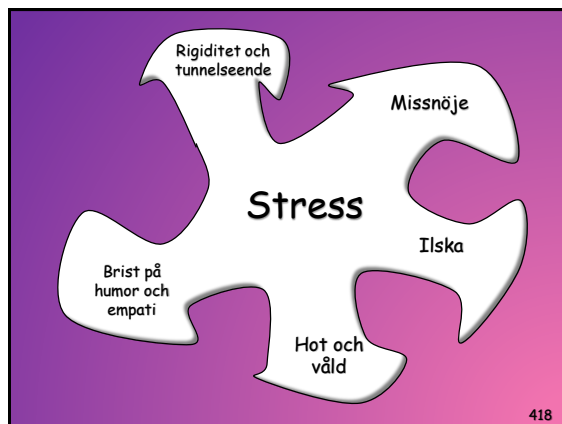 Rigiditet och
tunnelseende
Missnöje
Stress
Ilska
Brist på
humor och
empati
Hot och
våld
418